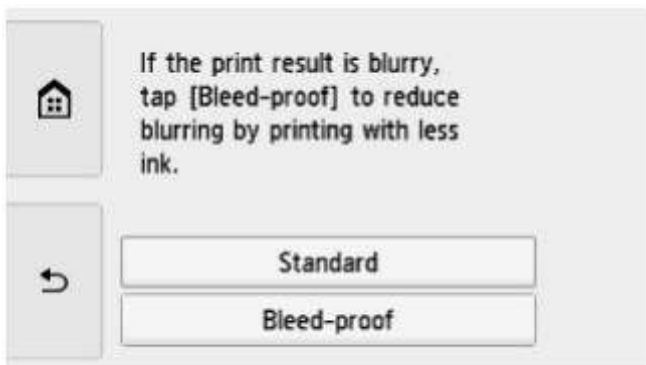 If the print result is blurry,
tap [Bleed-proof] to reduce
blurring by printing with less
ink.
Standard
Bleed-proof